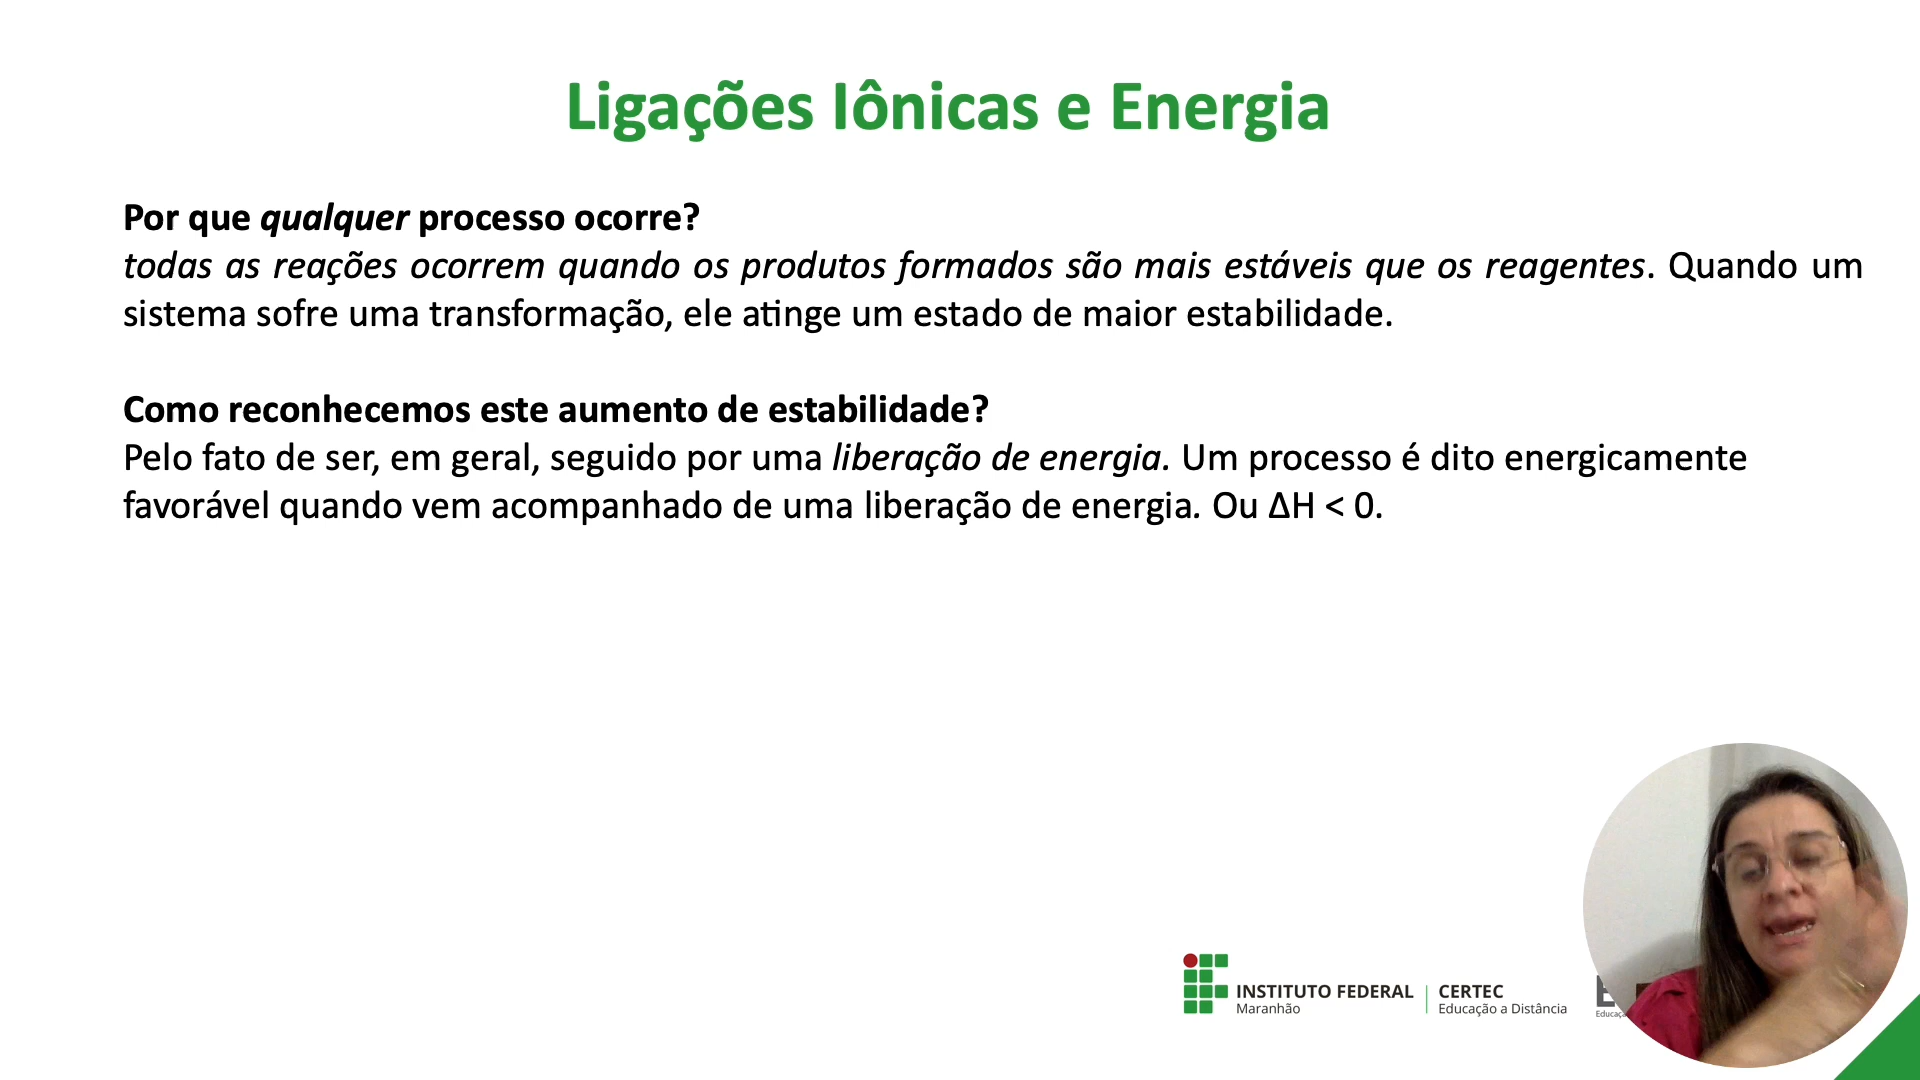 Ligações Iônicas e Energia
Por que qualquer processo ocorre?
todas as reações ocorrem quando os produtos formados são mais estáveis que os reagentes. Quando um
sistema sofre uma transformação, ele atinge um estado de maior estabilidade.
Como reconhecemos este aumento de estabilidade?
Pelo fato de ser, em geral, seguido por uma liberação de energia. Um processo é dito energicamente
favorável quando vem acompanhado de uma liberação de energia. Ou ΔH < 0.
INSTITUTO FEDERAL
Maranhão
CERTEC
Educação a Distância